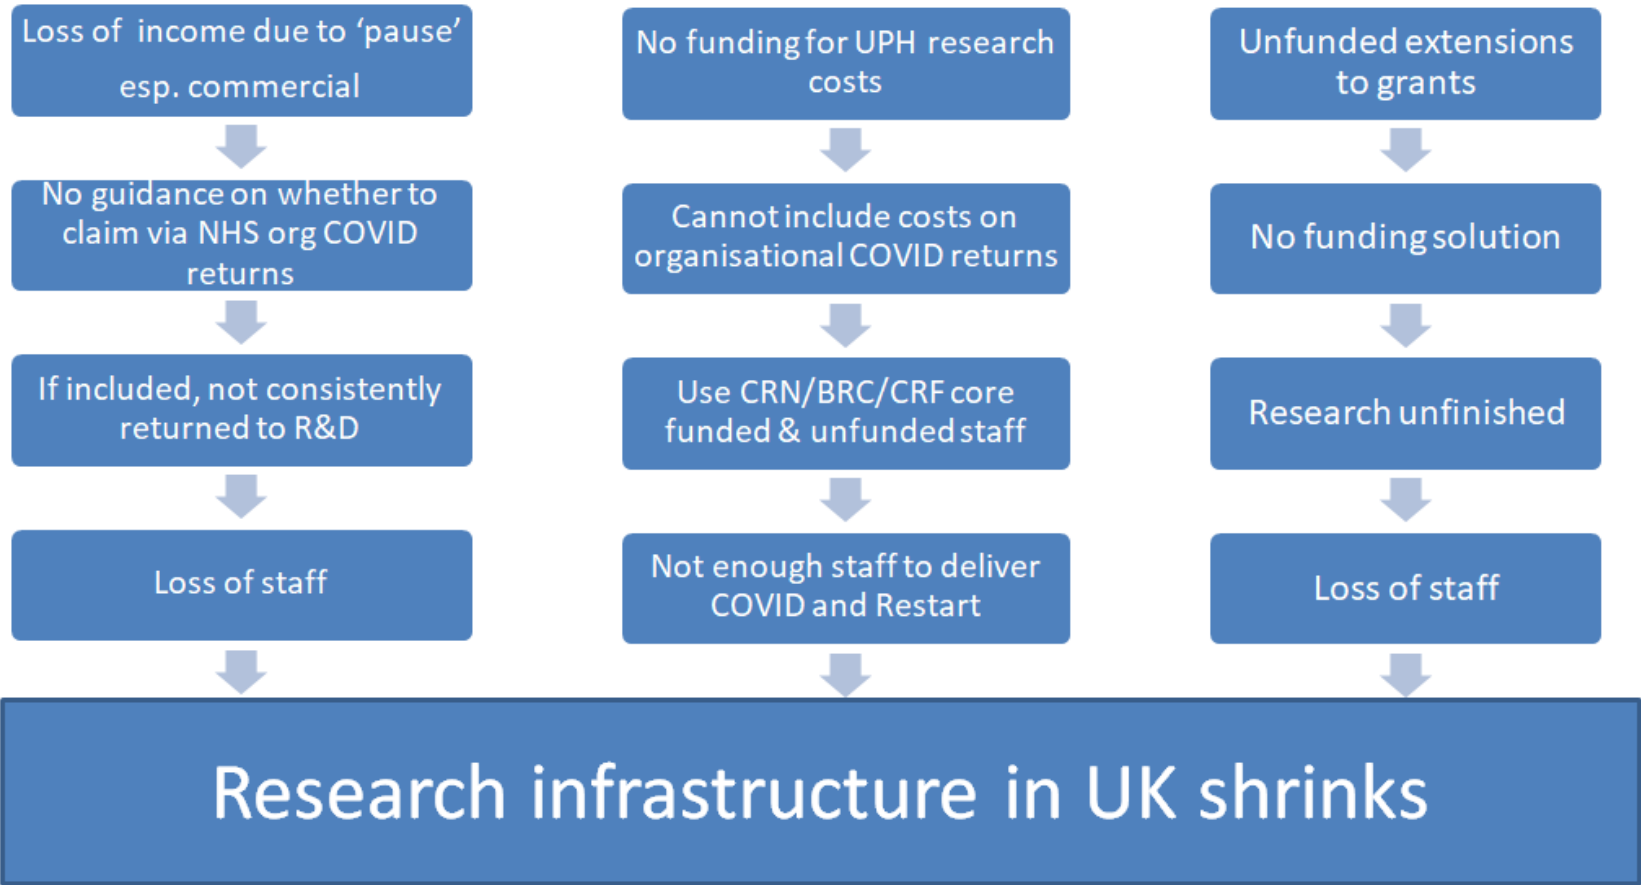 Loss of income due to ‘pause’
esp. commercial
No guidance on whether to
claim via NHS org COVID
returns
If included, not consistently
returned to R&D
Loss of staff
No funding for UPH research
costs
Cannot include costs on
organisational COVID returns
Use CRN/BRC/CRF core
funded & unfunded staff
Not enough staff to deliver
COVID and Restart
Unfunded extensions
to grants
No funding solution
Research unfinished
Loss of staff
Research infrastructure in UK shrinks